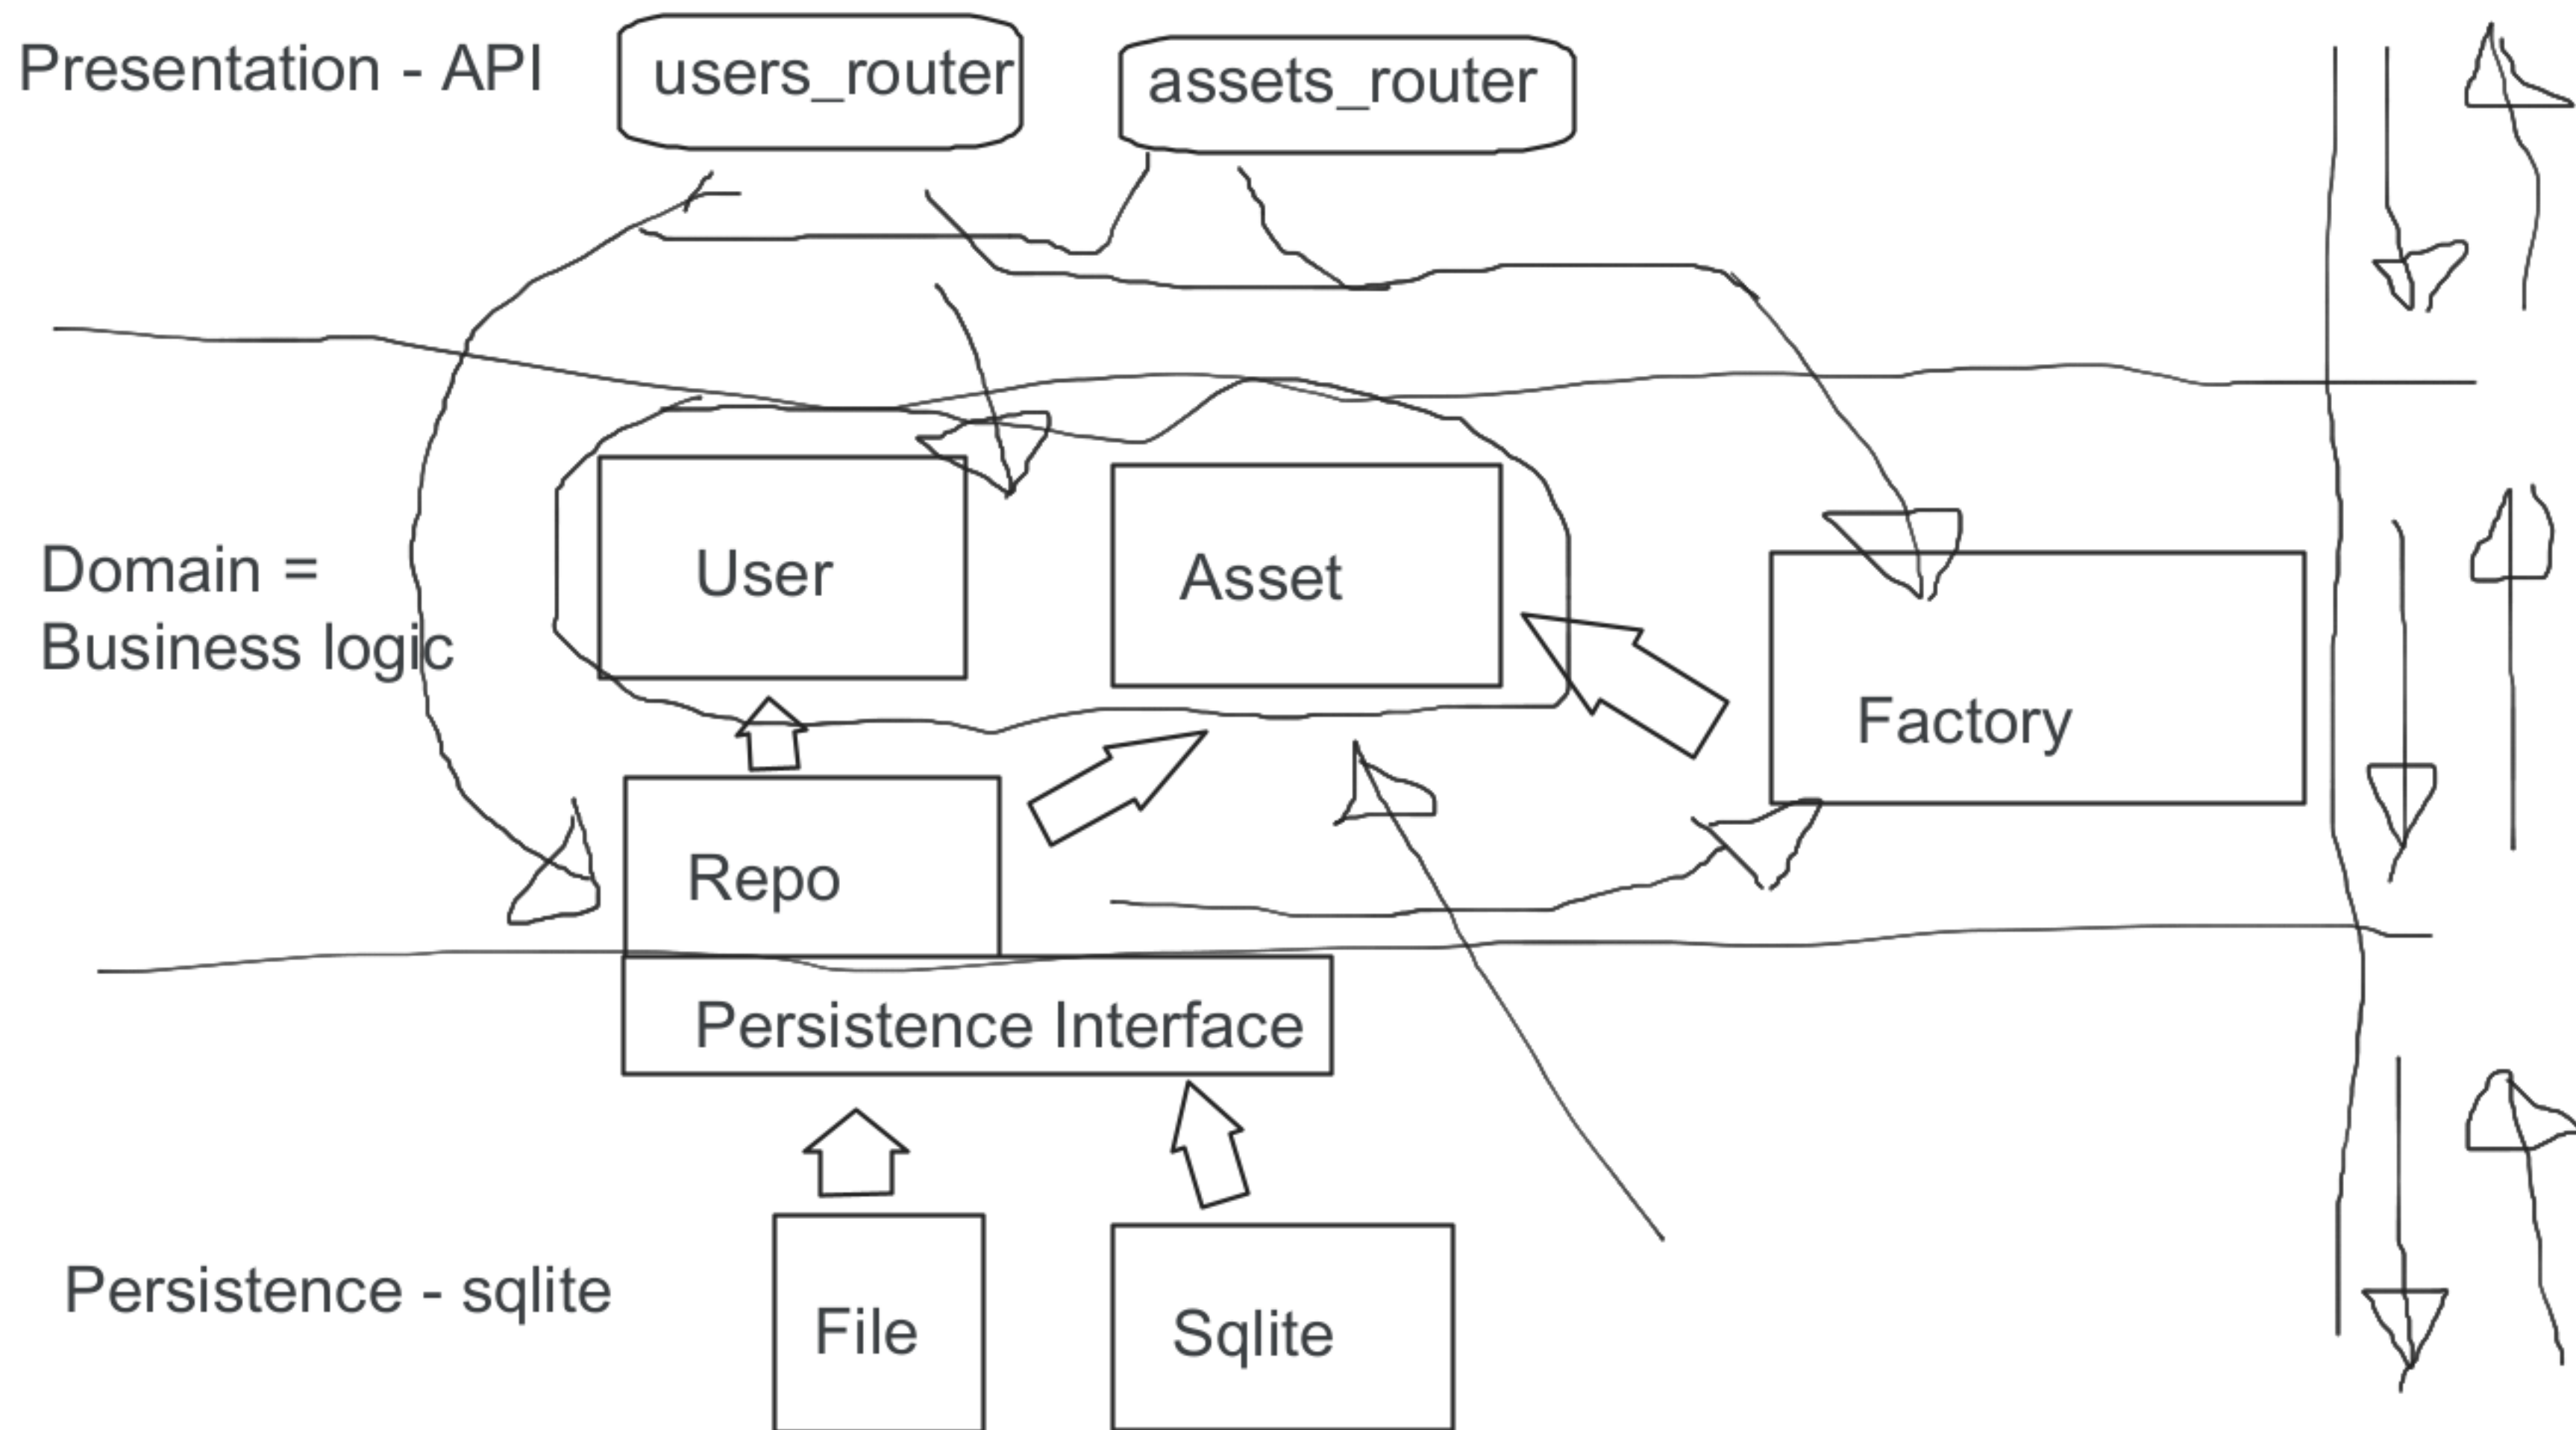 Presentation - API
users_router
assets_router
User
Asset
Domain =
Business logic
Factory
Repo
Persistence Interface
Persistence - sqlite
File
Sqlite